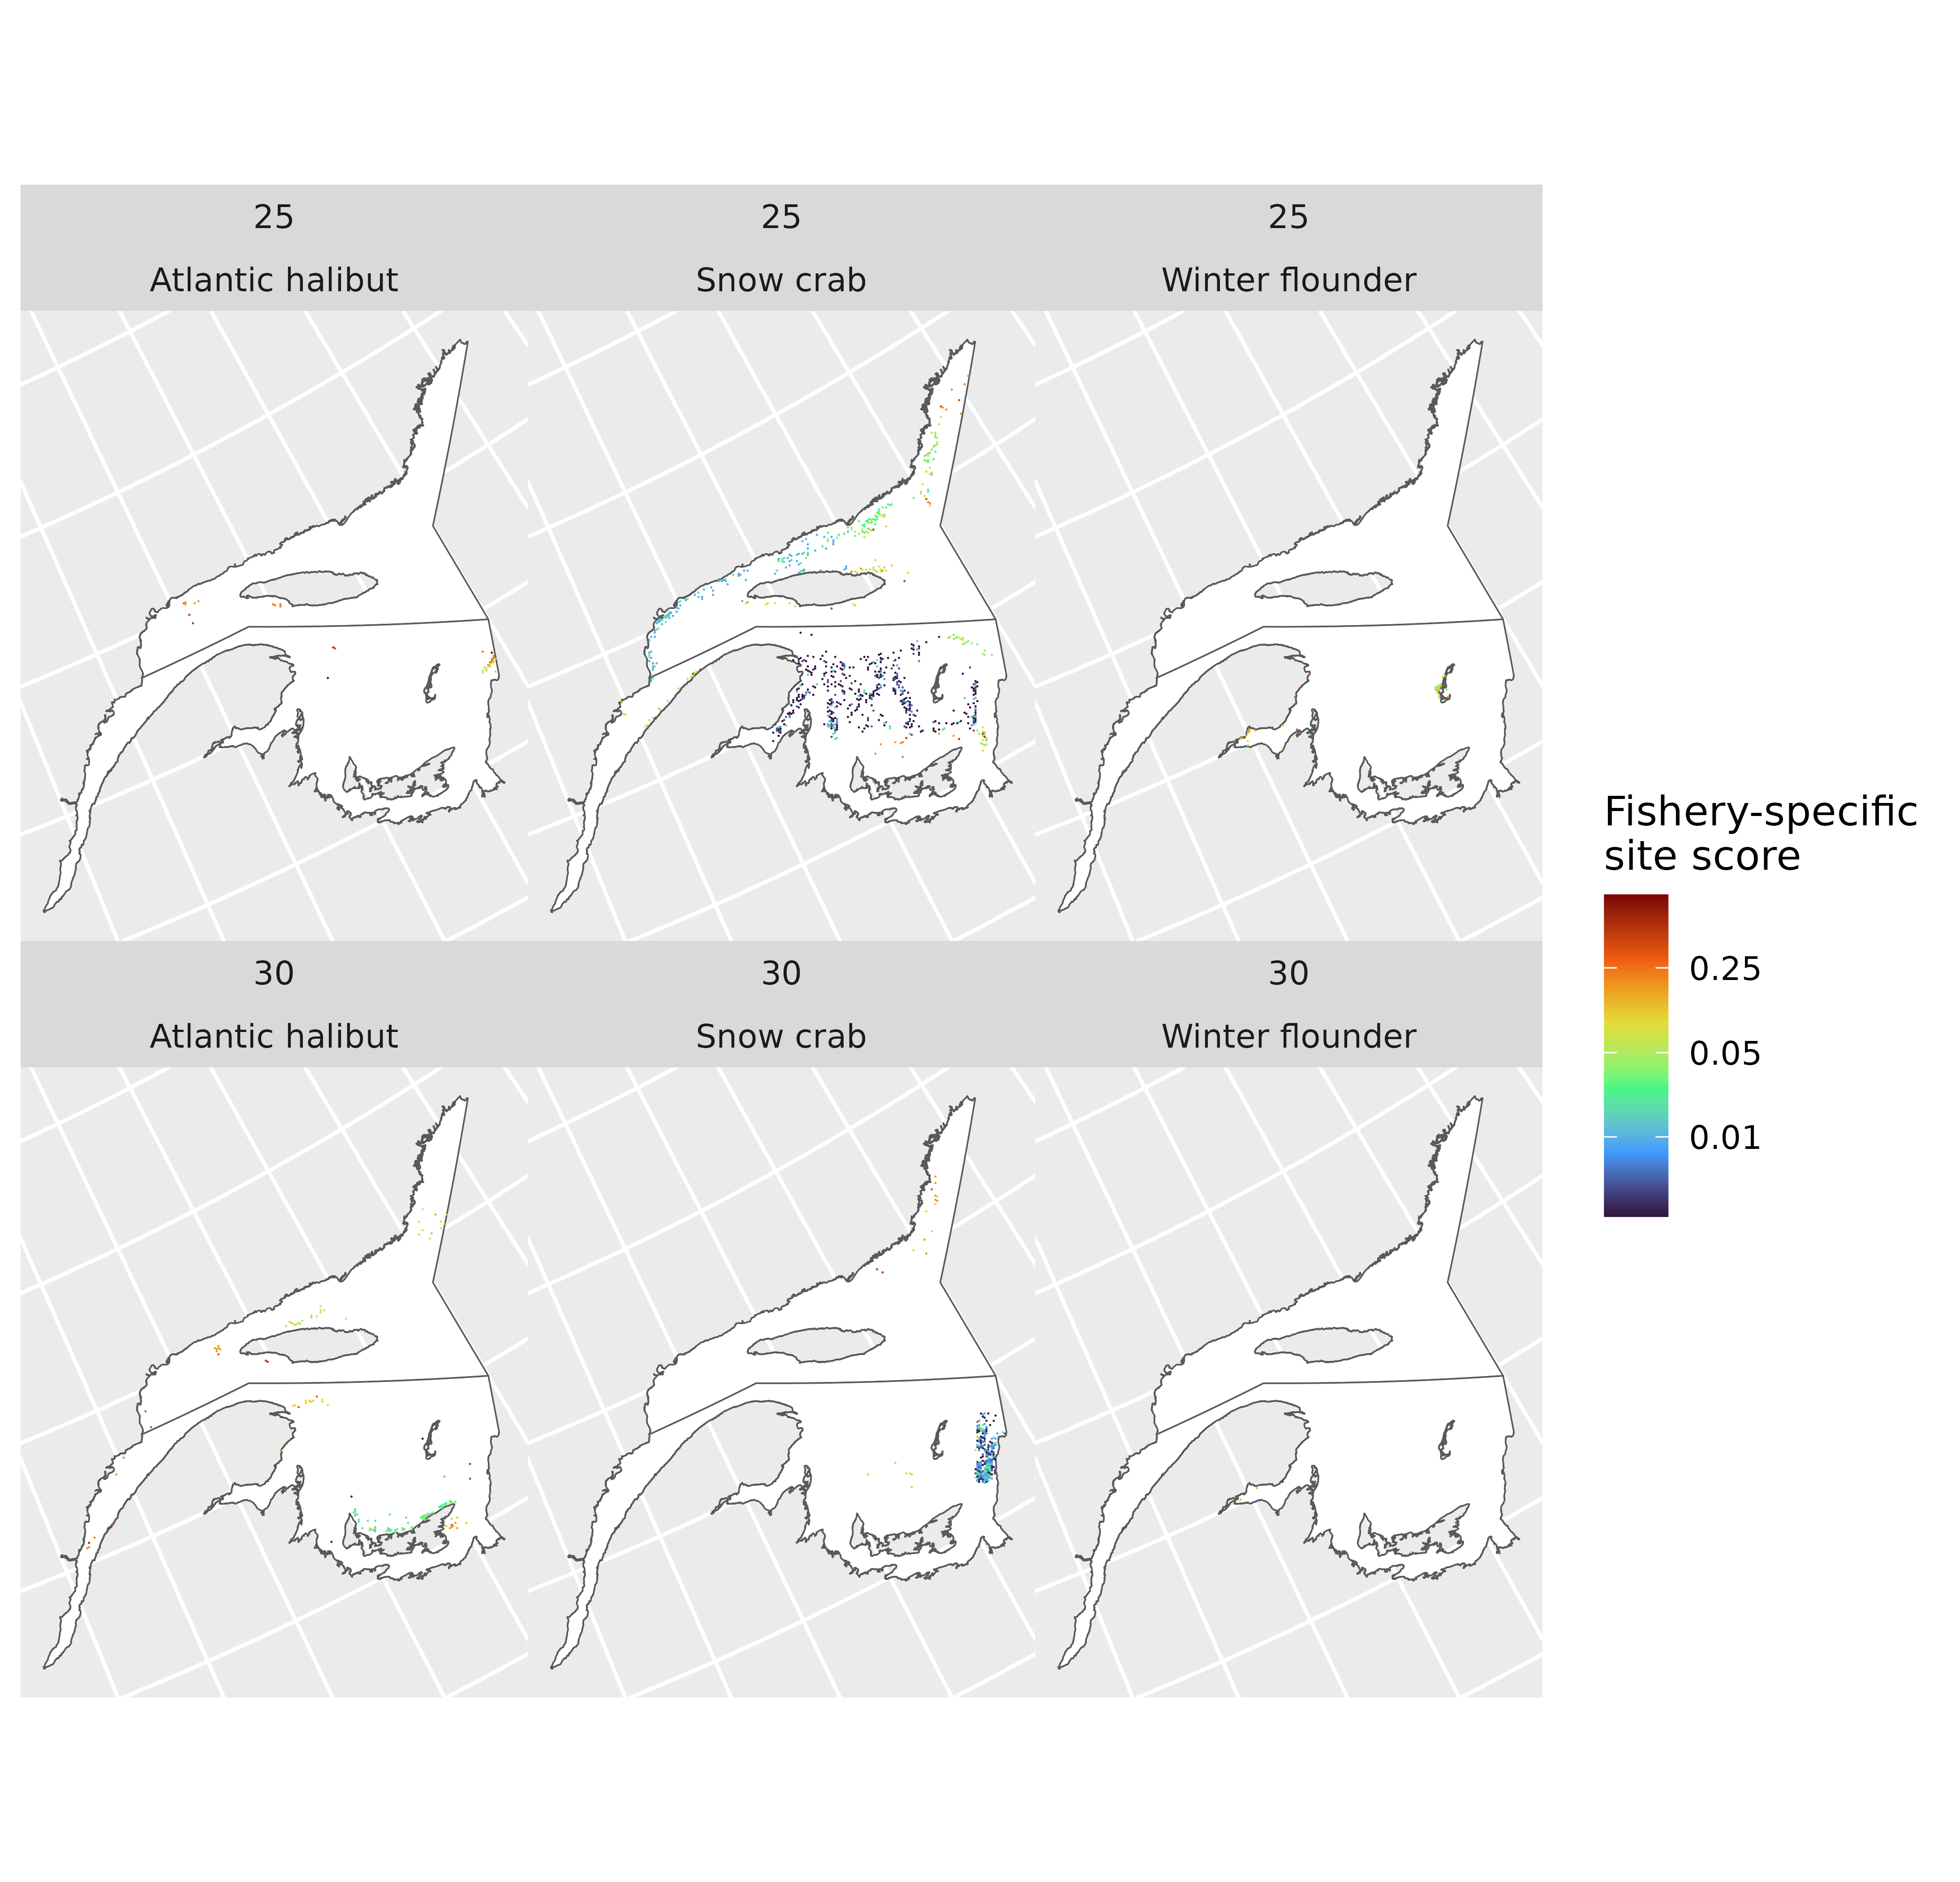 25
25
25
Atlantic halibut
Snow crab
Winter flounder
30
30
30
Atlantic halibut
Snow crab
Winter flounder
Fishery-specific
site score
0.25
0.05
0.01